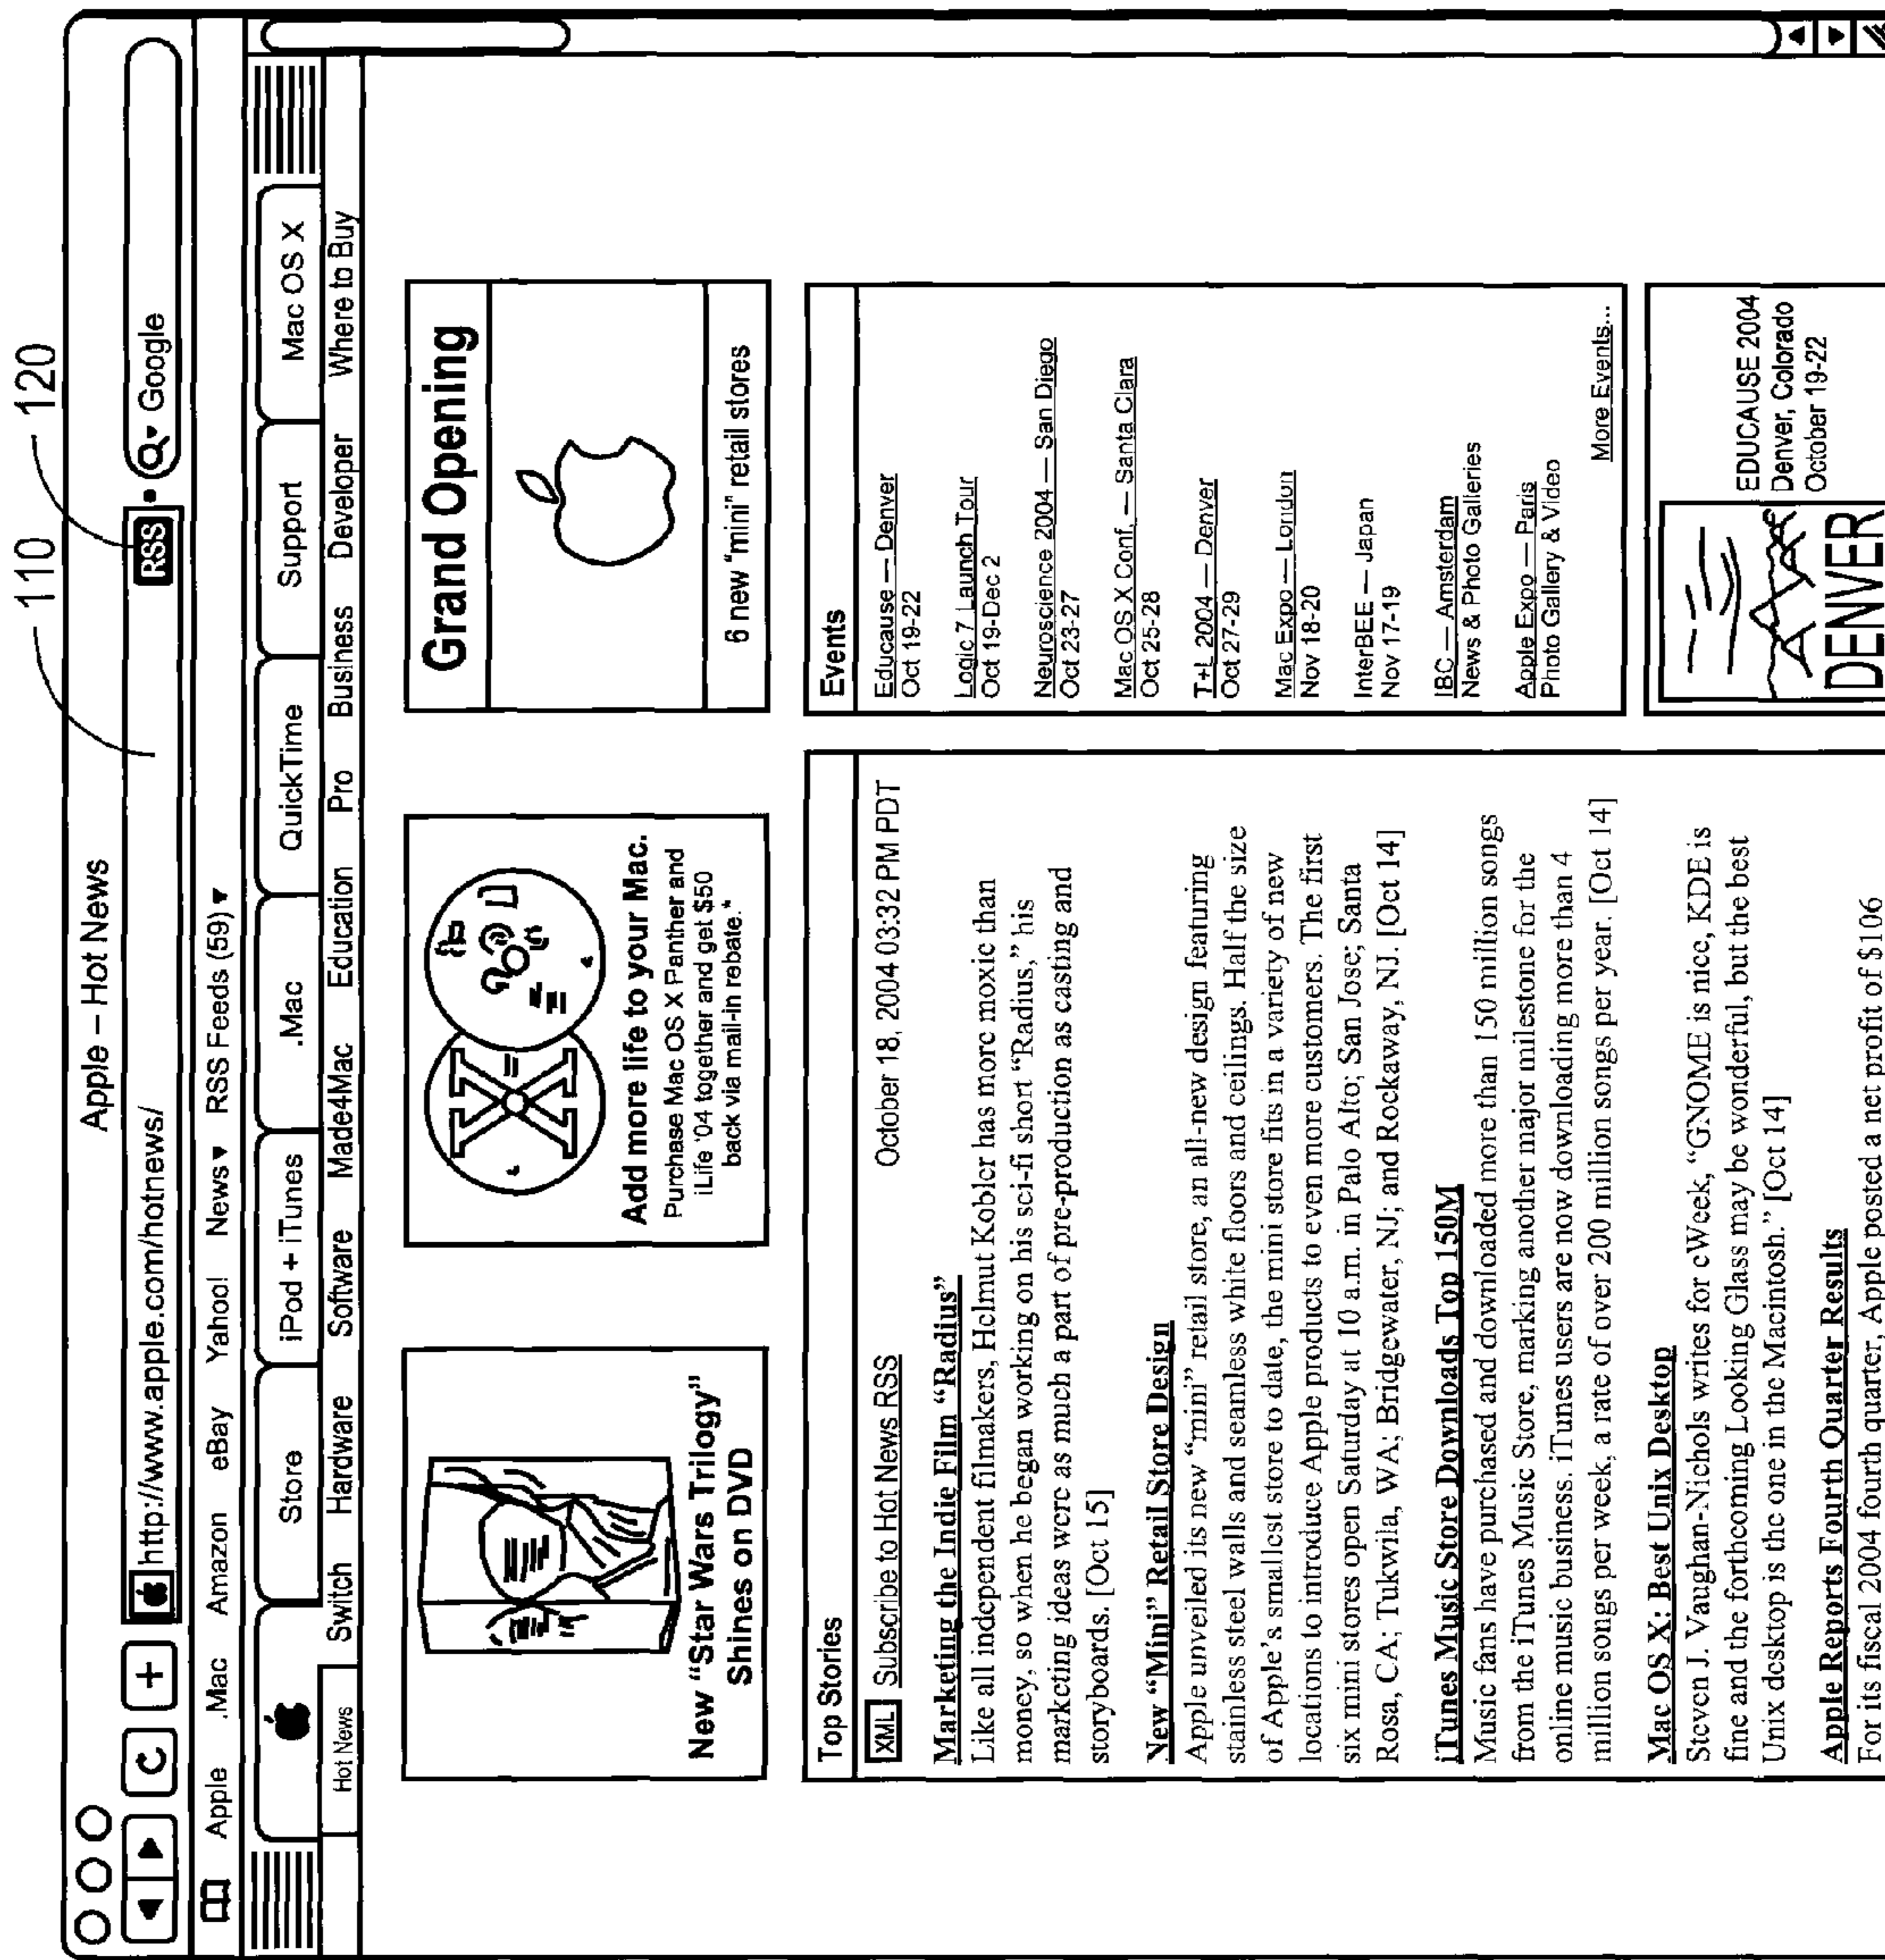 110 120
Apple – Hot News
http://www.apple.com/hotnews/ RSS Google
Apple .Mac Amazon eBay Yahoo! News RSS Feeds (59)
Store iPod + iTunes .Mac QuickTime Support Mac OS X
Hot News Switch Hardware Software Made4Mac Education Pro Business Developer Where to Buy
New “Star Wars Trilogy”
Shines on DVD
Add more life to your Mac.
Purchase Mac OS X Panther and
iLife '04 together and get $50
back via mail-in rebate.*
Grand Opening
6 new “mini” retail stores
Top Stories
XML Subscribe to Hot News RSS October 18, 2004 03:32 PM PDT
Marketing the Indie Film “Radius”
Like all independent filmakers, Helmut Kobler has more moxic than
money, so when he began working on his sci-fi short “Radius,” his
marketing ideas were as much a part of pre-production as casting and
storyboards. [Oct 15]
New “Mini” Retail Store Design
Apple unveiled its new “mini” retail store, an all-new design featuring
stainless steel walls and seamless white floors and ceilings. Half the size
of Apple’s smallest store to date, the mini store fits in a variety of new
locations to introduce Apple products to even more customers. The first
six mini stores open Saturday at 10 a.m. in Palo Alto; San Jose; Santa
Rosa, CA; Tukwila, WA; Bridgewater, NJ; and Rockaway, NJ. [Oct 14]
iTunes Music Store Downloads Top 150M
Music fans have purchased and downloaded more than 150 million songs
from the iTunes Music Store, marking another major milestone for the
online music business. iTunes users are now downloading more than 4
million songs per week, a rate of over 200 million songs per year. [Oct 14]
Mac OS X: Best Unix Desktop
Steven J. Vaughan-Nichols writes for eWeek, “GNOME is nice, KDE is
fine and the forthcoming Looking Glass may be wonderful, but the best
Unix desktop is the one in the Macintosh.” [Oct 14]
Apple Reports Fourth Quarter Results
For its fiscal 2004 fourth quarter, Apple posted a net profit of $106
Events
Educause — Denver
Oct 19-22
Logic 7 Launch Tour
Oct 19-Dec 2
Neuroscience 2004 — San Diego
Oct 23-27
Mac OS X Conf. — Santa Clara
Oct 25-28
T+L 2004 — Denver
Oct 27-29
Mac Expo — London
Nov 18-20
InterBEE — Japan
Nov 17-19
IBC — Amsterdam
News & Photo Galleries
Apple Expo — Paris
Photo Gallery & Video
More Events...
DENVER
EDUCAUSE 2004
Denver, Colorado
October 19-22